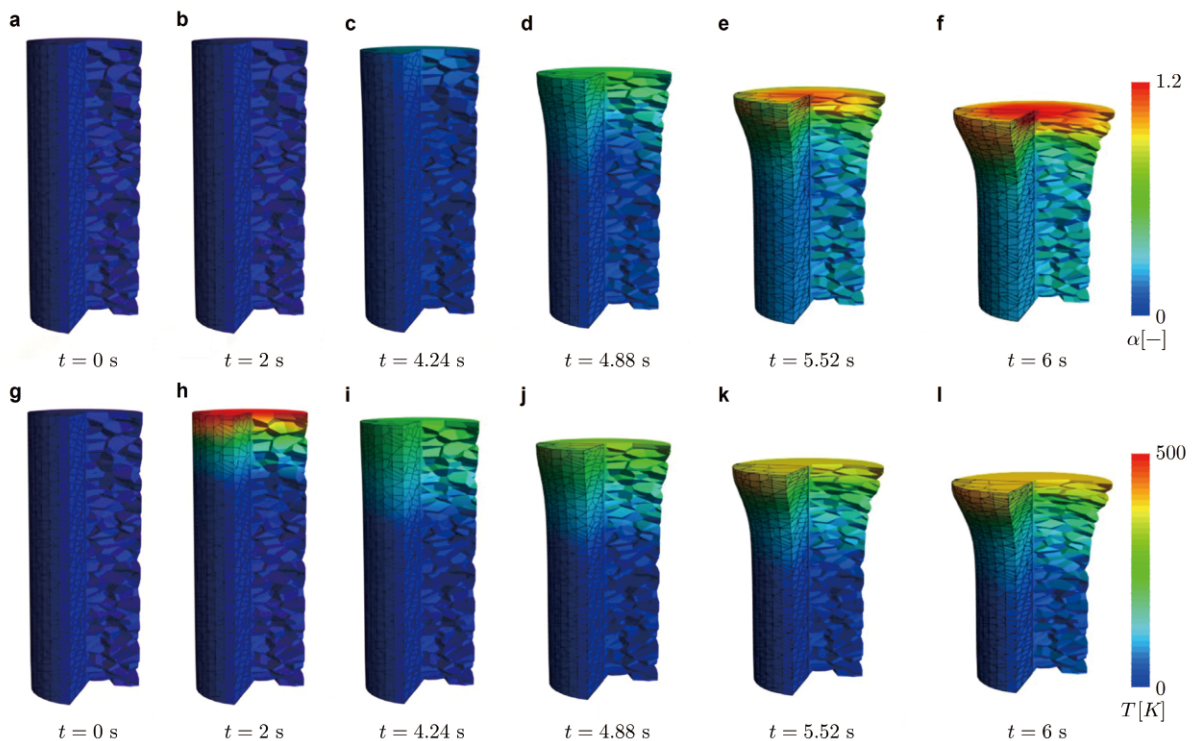 a b c d e f
1.2
0
α[−]
t = 0 s t = 2 s t = 4.24 s t = 4.88 s t = 5.52 s t = 6 s
g h i j k l
500
0
T[K]
t = 0 s t = 2 s t = 4.24 s t = 4.88 s t = 5.52 s t = 6 s